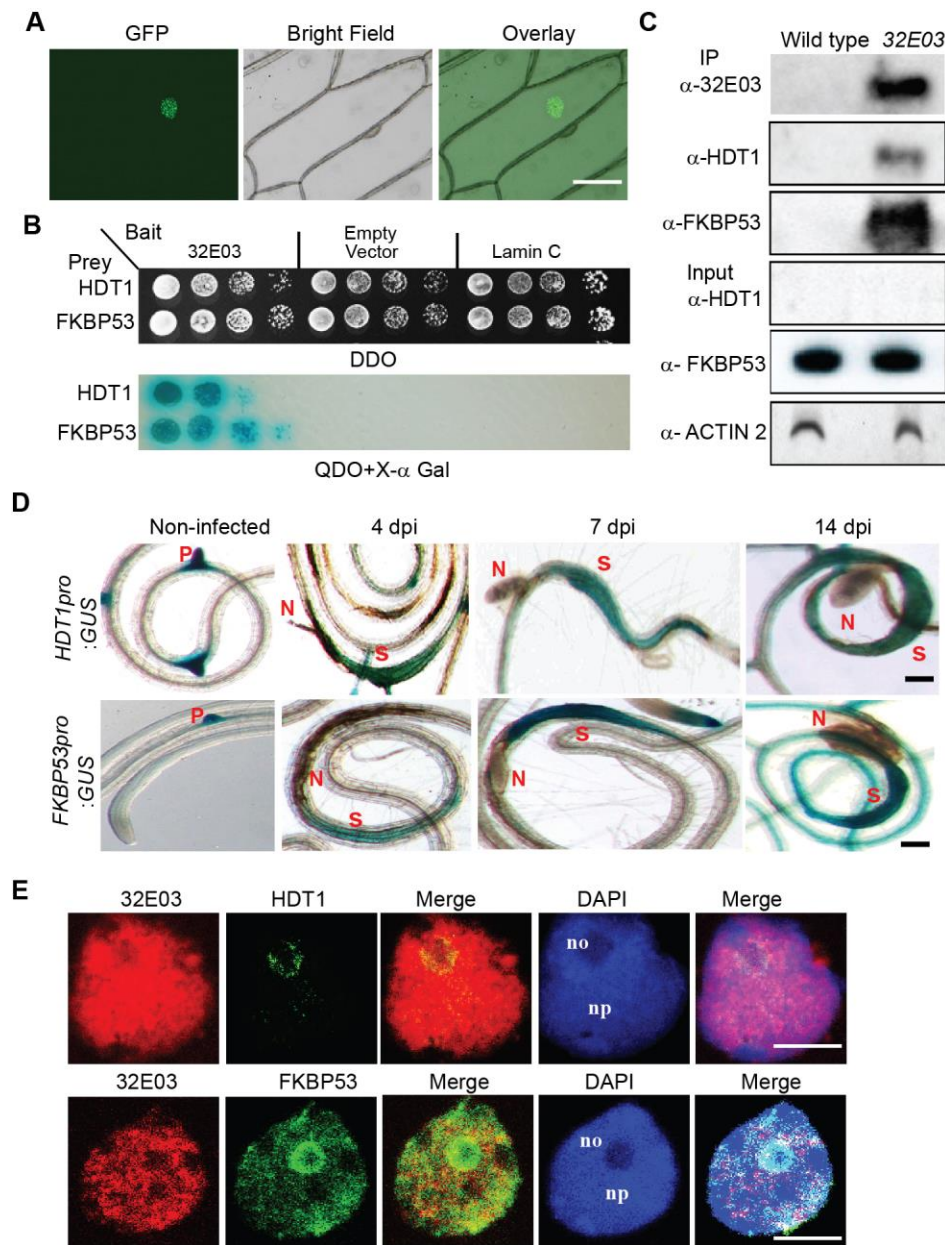 A
GFP Bright Field Overlay
B
Bait
Prey
32E03 Empty Vector Lamin C
HDT1
FKBP53
DDO
HDT1
FKBP53
QDO+X-α Gal
C
Wild type 32E03
IP
α-32E03
α-HDT1
α-FKBP53
Input
α-HDT1
α- FKBP53
α- ACTIN 2
D
Non-infected 4 dpi 7 dpi 14 dpi
HDT1pro
:GUS
P N S N S N S
FKBP53pro
:GUS
P N S N S N S
E
32E03 HDT1 Merge DAPI Merge
no
np
32E03 FKBP53 Merge DAPI Merge
no
np